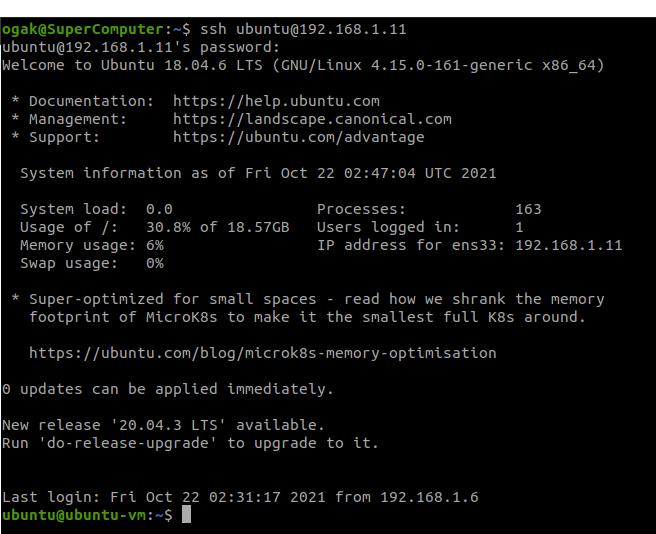 ogak@SuperComputer:~$ ssh ubuntu@192.168.1.11
ubuntu@192.168.1.11's password:
Welcome to Ubuntu 18.04.6 LTS (GNU/Linux 4.15.0-161-generic x86_64)
* Documentation:  https://help.ubuntu.com
* Management:     https://landscape.canonical.com
* Support:        https://ubuntu.com/advantage
System information as of Fri Oct 22 02:47:04 UTC 2021
System load:  0.0                Processes:            163
Usage of /:   30.8% of 18.57GB   Users logged in:      1
Memory usage: 6%                 IP address for ens33: 192.168.1.11
Swap usage:   0%
* Super-optimized for small spaces - read how we shrank the memory
footprint of MicroK8s to make it the smallest full K8s around.
https://ubuntu.com/blog/microk8s-memory-optimisation
0 updates can be applied immediately.
New release '20.04.3 LTS' available.
Run 'do-release-upgrade' to upgrade to it.
Last login: Fri Oct 22 02:31:17 2021 from 192.168.1.6
ubuntu@ubuntu-vm:~$